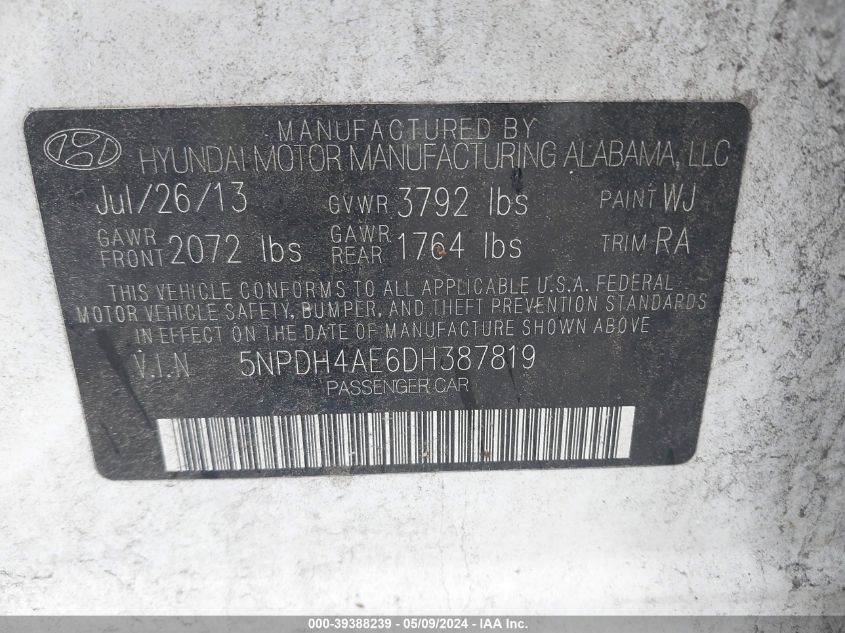 MANUFACTURED BY
HYUNDAI MOTOR MANUFACTURING ALABAMA, LLC
Jul/26/13 GVWR 3792 lbs PAINT WJ
GAWR FRONT 2072 lbs GAWR REAR 1764 lbs TRIM RA
THIS VEHICLE CONFORMS TO ALL APPLICABLE U.S.A. FEDERAL
MOTOR VEHICLE SAFETY, BUMPER, AND THEFT PREVENTION STANDARDS
IN EFFECT ON THE DATE OF MANUFACTURE SHOWN ABOVE
V.I.N 5NPDH4AE6DH387819
PASSENGER CAR
000-39388239 - 05/09/2024 - IAA Inc.